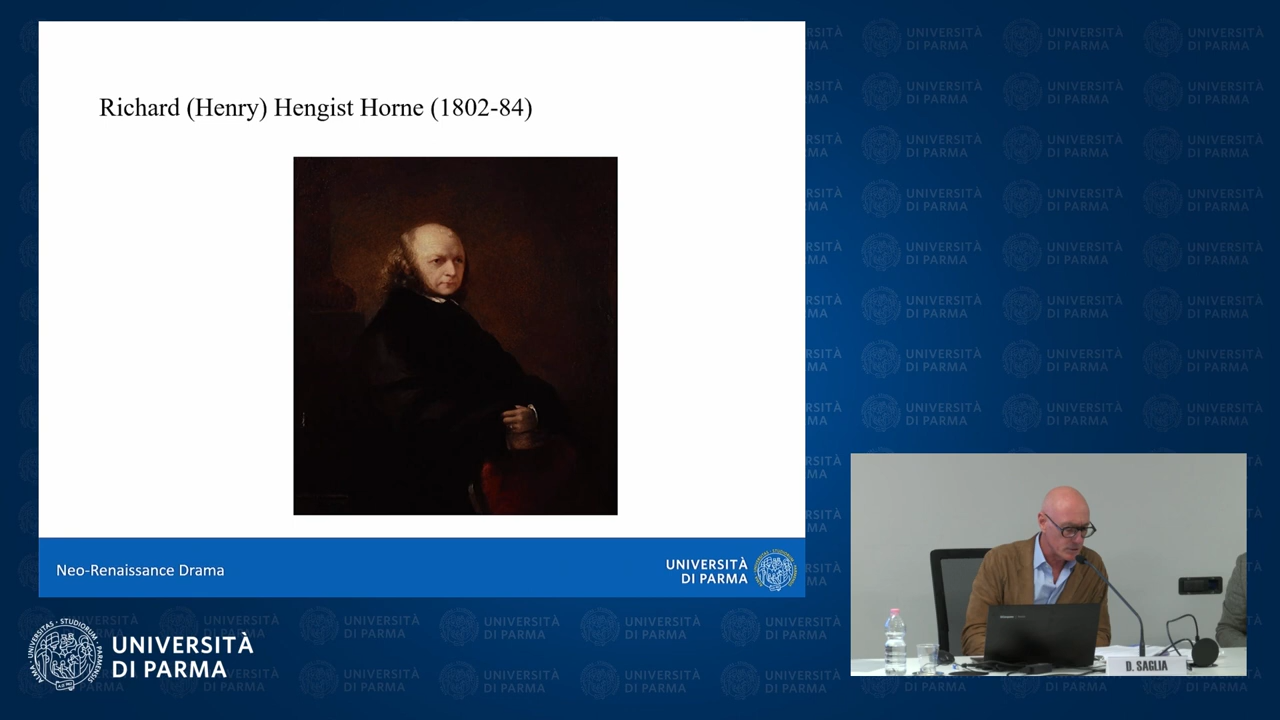 Richard (Henry) Hengist Horne (1802-84)
Neo-Renaissance Drama
UNIVERSITÀ
DI PARMA
UNIVERSITÀ
DI PARMA
D. SAGLIA